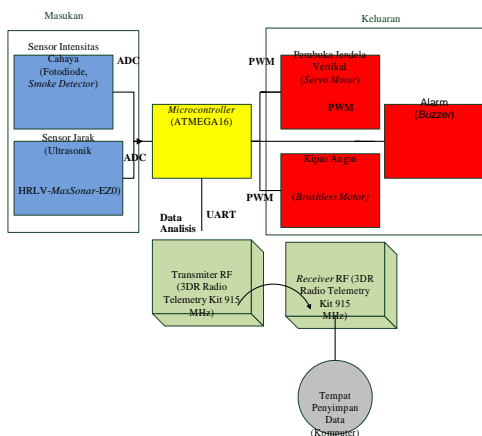 Masukan
Sensor Intensitas
Cahaya
(Fotodiode,
Smoke Detector)
ADC
Sensor Jarak
(Ultrasonik
HRLV-MaxSonar-EZ0)
ADC
Microcontroller
(ATMEGA16)
UART
Data
Analisis
Keluaran
Pembuka Jendela
Vertikal
(Servo Motor)
PWM
PWM
Alarm
(Buzzer)
Kipas Angin
(Brushless Motor)
PWM
Transmiter RF
(3DR Radio
Telemetry Kit 915
MHz)
Receiver RF (3DR
Radio Telemetry
Kit 915
MHz)
Tempat
Penyimpan
Data
(Komputer)